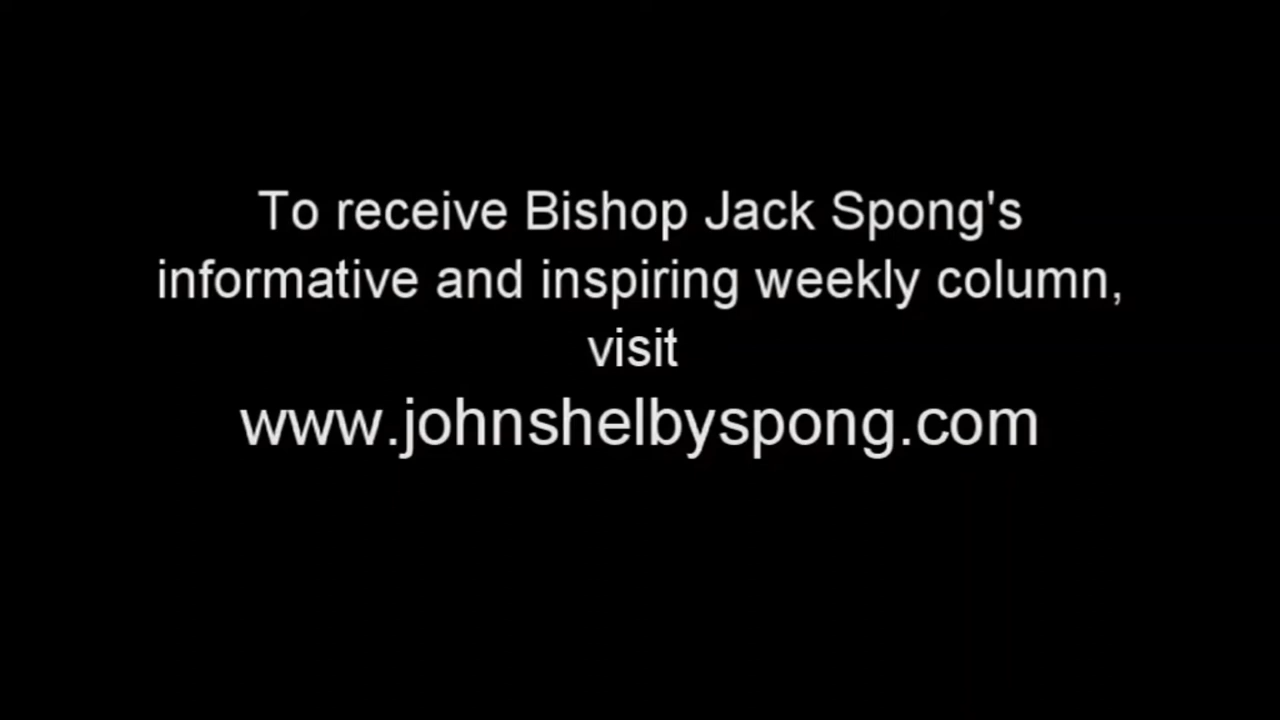 To receive Bishop Jack Spong's
informative and inspiring weekly column,
visit
www.johnshelbyspong.com